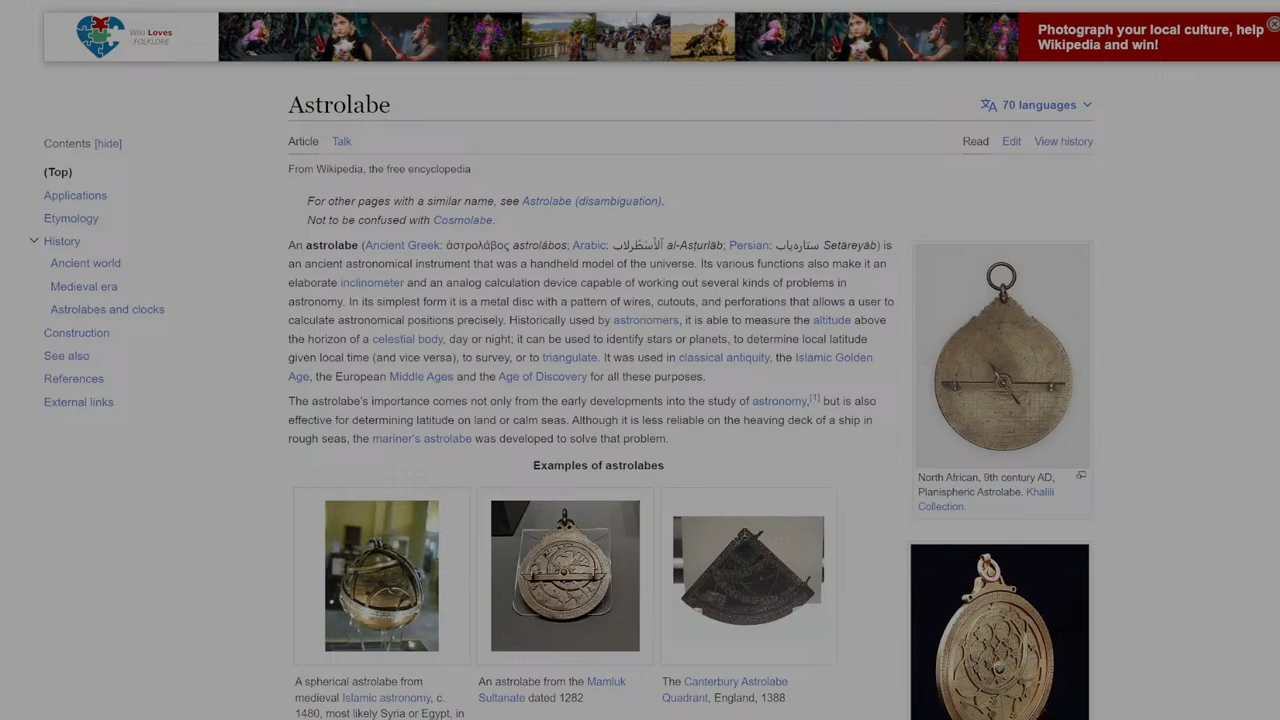 Wiki Loves
FOLKLORE
Photograph your local culture, help
Wikipedia and win!
Astrolabe
70 languages
Contents [hide]
(Top)
Applications
Etymology
History
Ancient world
Medieval era
Astrolabes and clocks
Construction
See also
References
External links
Article Talk
Read Edit View history
From Wikipedia, the free encyclopedia
For other pages with a similar name, see Astrolabe (disambiguation).
Not to be confused with Cosmolabe.
An astrolabe (Ancient Greek: ἀστρολάβος astrolábos; Arabic: ٱلأَسْطُرلاب al-Asṭurlāb; Persian: ستاره‌یاب Setāreyāb) is
an ancient astronomical instrument that was a handheld model of the universe. Its various functions also make it an
elaborate inclinometer and an analog calculation device capable of working out several kinds of problems in
astronomy. In its simplest form it is a metal disc with a pattern of wires, cutouts, and perforations that allows a user to
calculate astronomical positions precisely. Historically used by astronomers, it is able to measure the altitude above
the horizon of a celestial body, day or night; it can be used to identify stars or planets, to determine local latitude
given local time (and vice versa), to survey, or to triangulate. It was used in classical antiquity, the Islamic Golden
Age, the European Middle Ages and the Age of Discovery for all these purposes.
The astrolabe's importance comes not only from the early developments into the study of astronomy,[1] but is also
effective for determining latitude on land or calm seas. Although it is less reliable on the heaving deck of a ship in
rough seas, the mariner's astrolabe was developed to solve that problem.
Examples of astrolabes
A spherical astrolabe from
medieval Islamic astronomy, c.
1480, most likely Syria or Egypt, in
An astrolabe from the Mamluk
Sultanate dated 1282
The Canterbury Astrolabe
Quadrant, England, 1388
North African, 9th century AD,
Planispheric Astrolabe. Khalili
Collection.